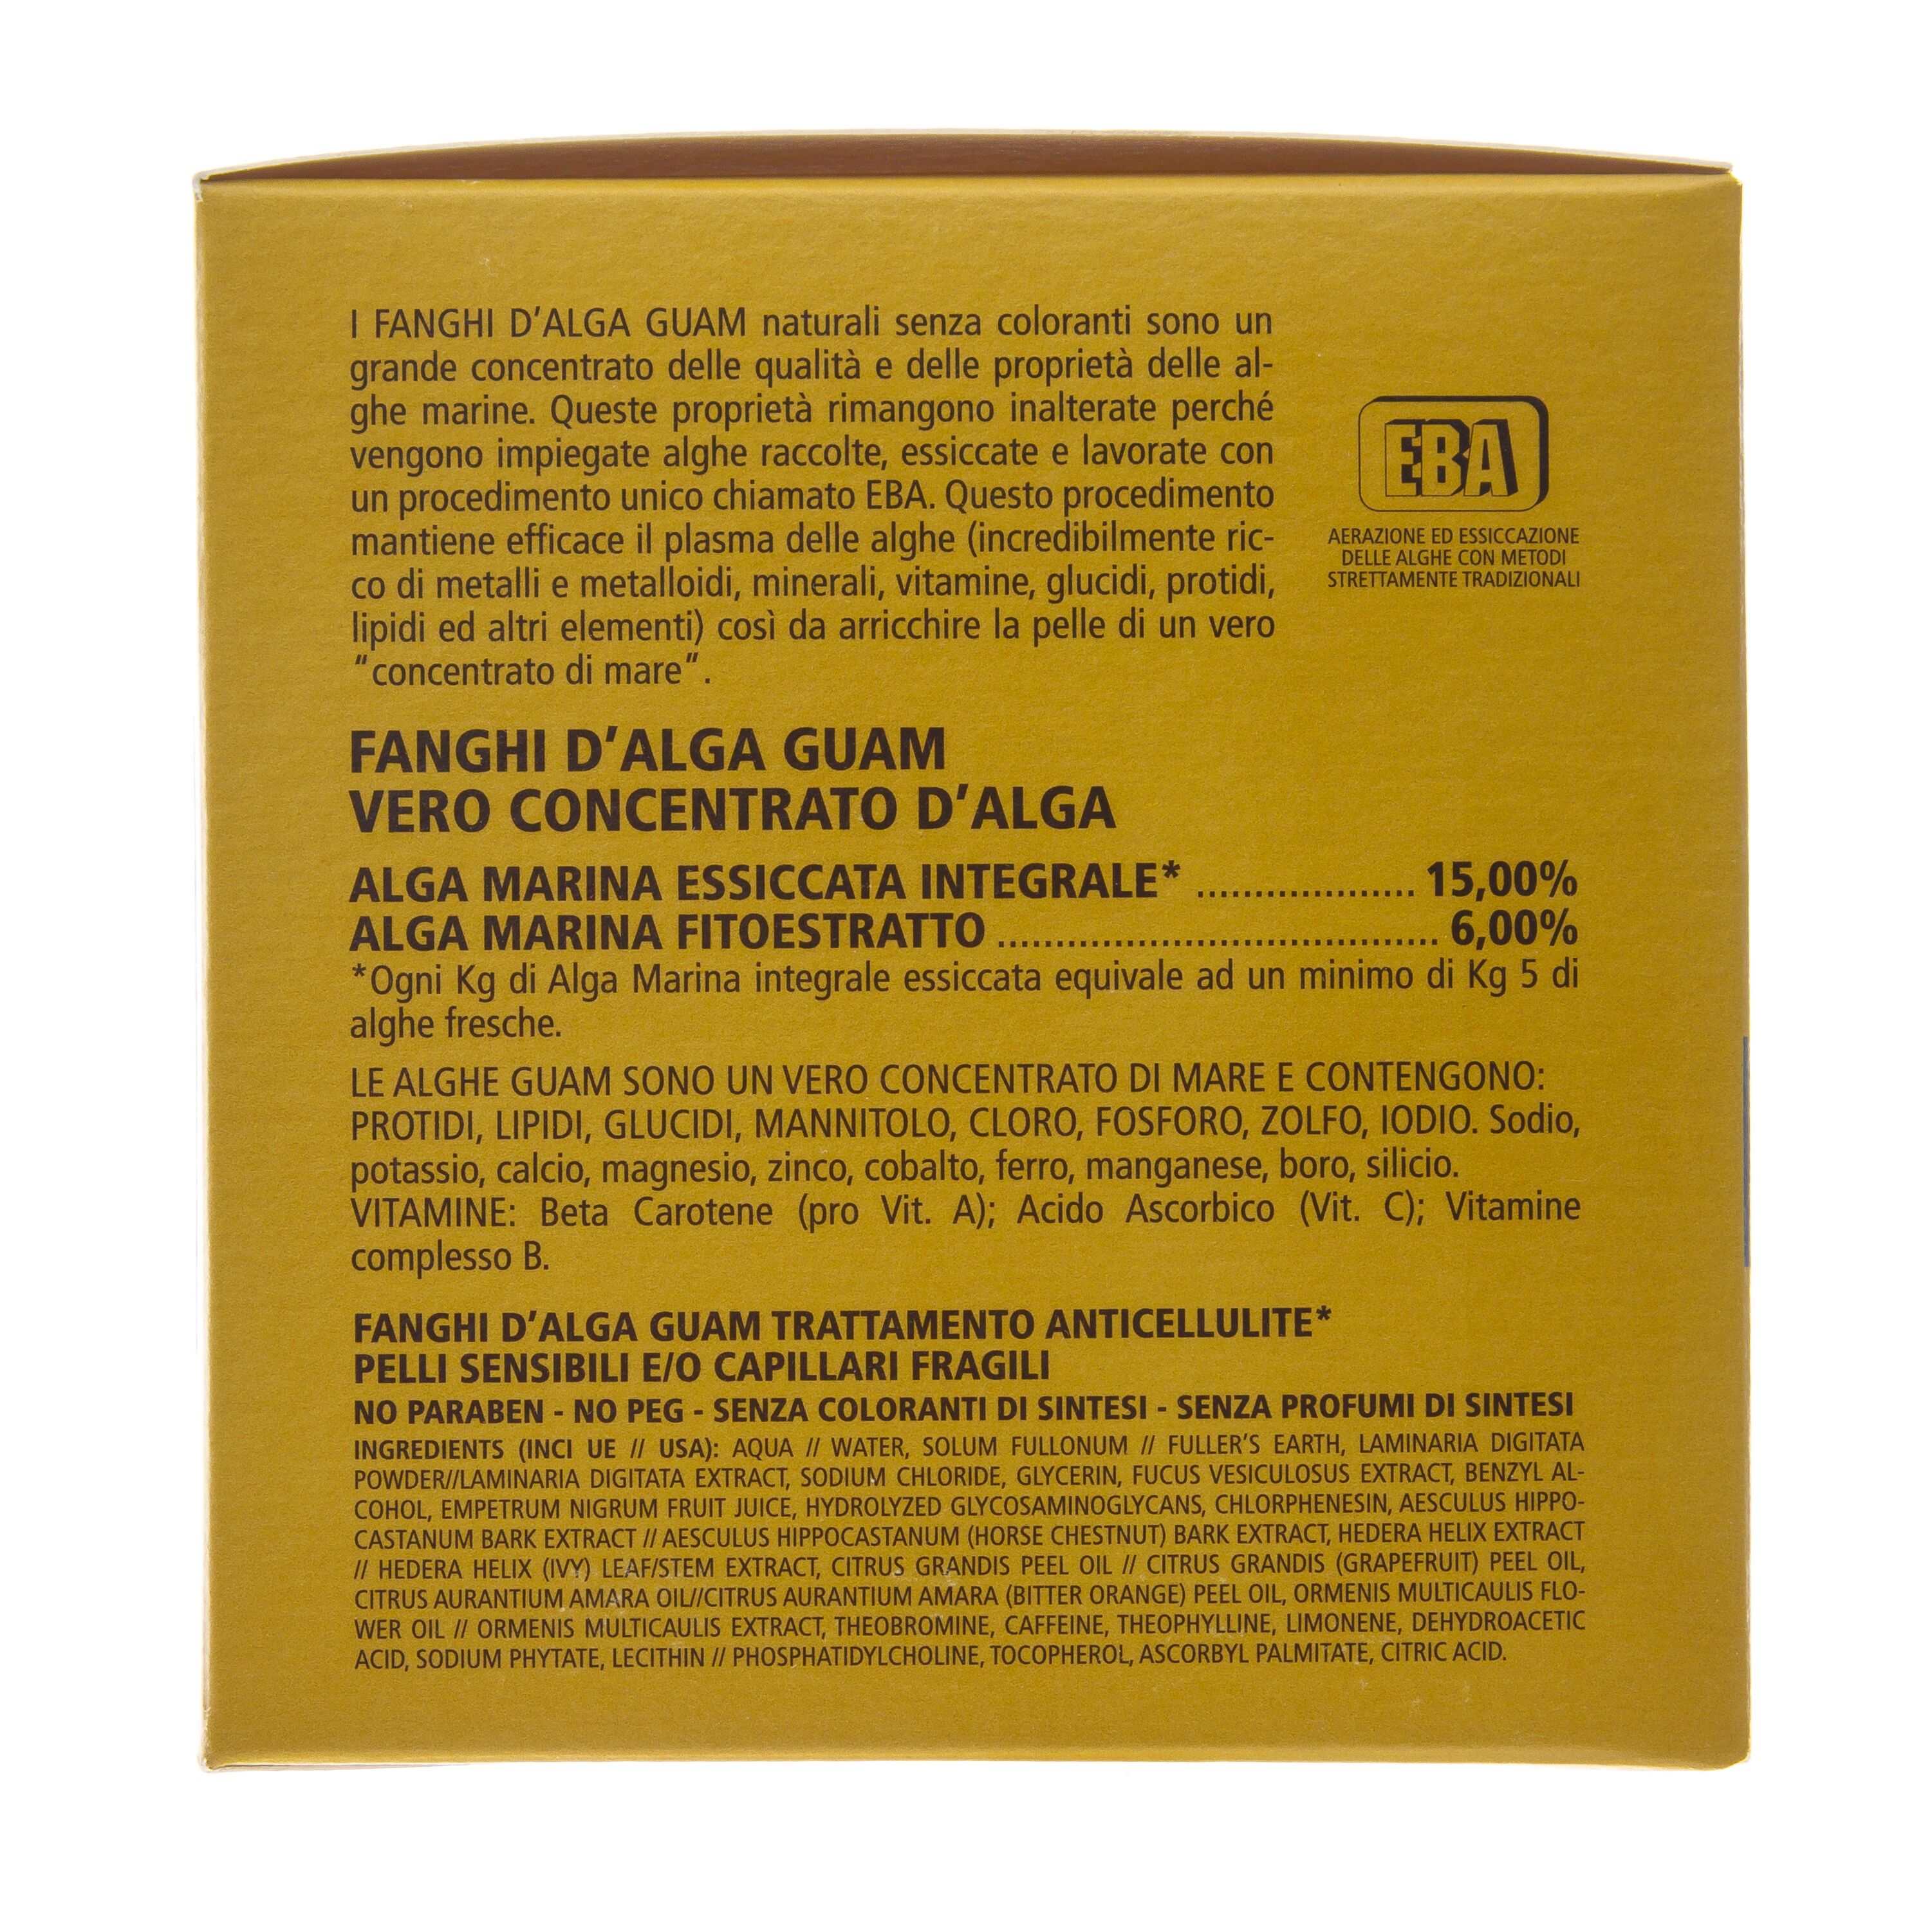 I FANGHI D'ALGA GUAM naturali senza coloranti sono un
grande concentrato delle qualità e delle proprietà delle al-
ghe marine. Queste proprietà rimangono inalterate perché
vengono impiegate alghe raccolte, essiccate e lavorate con
un procedimento unico chiamato EBA. Questo procedimento
mantiene efficace il plasma delle alghe (incredibilmente ric-
co di metalli e metalloidi, minerali, vitamine, glucidi, protidi,
lipidi ed altri elementi) così da arricchire la pelle di un vero
"concentrato di mare".
EBA
AERAZIONE ED ESSICCAZIONE
DELLE ALGHE CON METODI
STRETTAMENTE TRADIZIONALI
FANGHI D'ALGA GUAM
VERO CONCENTRATO D'ALGA
ALGA MARINA ESSICCATA INTEGRALE* ................... 15,00%
ALGA MARINA FITOESTRATTO ...................................... 6,00%
*Ogni Kg di Alga Marina integrale essiccata equivale ad un minimo di Kg 5 di
alghe fresche.
LE ALGHE GUAM SONO UN VERO CONCENTRATO DI MARE E CONTENGONO:
PROTIDI, LIPIDI, GLUCIDI, MANNITOLO, CLORO, FOSFORO, ZOLFO, IODIO. Sodio,
potassio, calcio, magnesio, zinco, cobalto, ferro, manganese, boro, silicio.
VITAMINE: Beta Carotene (pro Vit. A); Acido Ascorbico (Vit. C); Vitamine
complesso B.
FANGHI D'ALGA GUAM TRATTAMENTO ANTICELLULITE*
PELLI SENSIBILI E/O CAPILLARI FRAGILI
NO PARABEN - NO PEG - SENZA COLORANTI DI SINTESI - SENZA PROFUMI DI SINTESI
INGREDIENTS (INCI UE // USA): AQUA // WATER, SOLUM FULLONUM // FULLER'S EARTH, LAMINARIA DIGITATA
POWDER//LAMINARIA DIGITATA EXTRACT, SODIUM CHLORIDE, GLYCERIN, FUCUS VESICULOSUS EXTRACT, BENZYL AL-
COHOL, EMPETRUM NIGRUM FRUIT JUICE, HYDROLYZED GLYCOSAMINOGLYCANS, CHLORPHENESIN, AESCULUS HIPPO-
CASTANUM BARK EXTRACT // AESCULUS HIPPOCASTANUM (HORSE CHESTNUT) BARK EXTRACT, HEDERA HELIX EXTRACT
// HEDERA HELIX (IVY) LEAF/STEM EXTRACT, CITRUS GRANDIS PEEL OIL // CITRUS GRANDIS (GRAPEFRUIT) PEEL OIL,
CITRUS AURANTIUM AMARA OIL//CITRUS AURANTIUM AMARA (BITTER ORANGE) PEEL OIL, ORMENIS MULTICAULIS FLO-
WER OIL // ORMENIS MULTICAULIS EXTRACT, THEOBROMINE, CAFFEINE, THEOPHYLLINE, LIMONENE, DEHYDROACETIC
ACID, SODIUM PHYTATE, LECITHIN // PHOSPHATIDYLCHOLINE, TOCOPHEROL, ASCORBYL PALMITATE, CITRIC ACID.